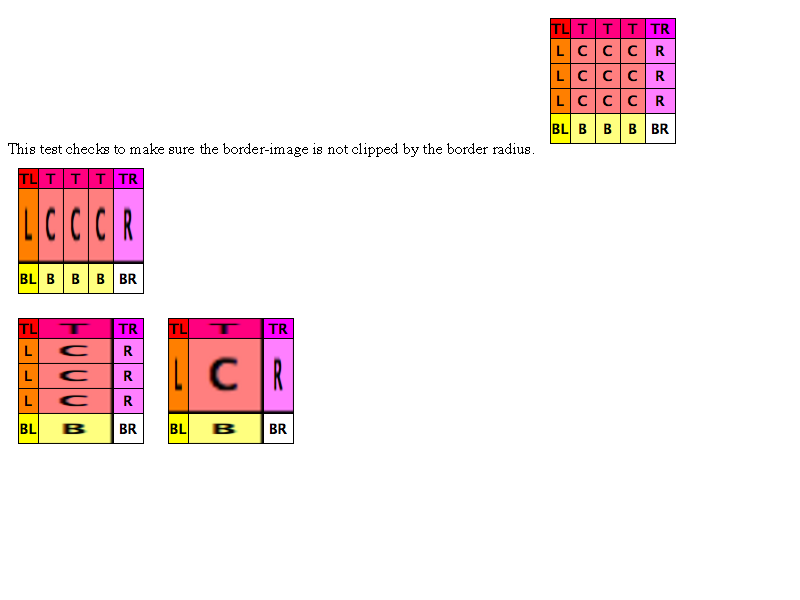 TL T T T TR
L C C C R
L C C C R
L C C C R
BL B B B BR
This test checks to make sure the border-image is not clipped by the border radius.
TL T T T TR
L C C C R
BL B B B BR
TL T TR
L C R
L C R
L C R
BL B BR
TL T TR
L C R
BL B BR